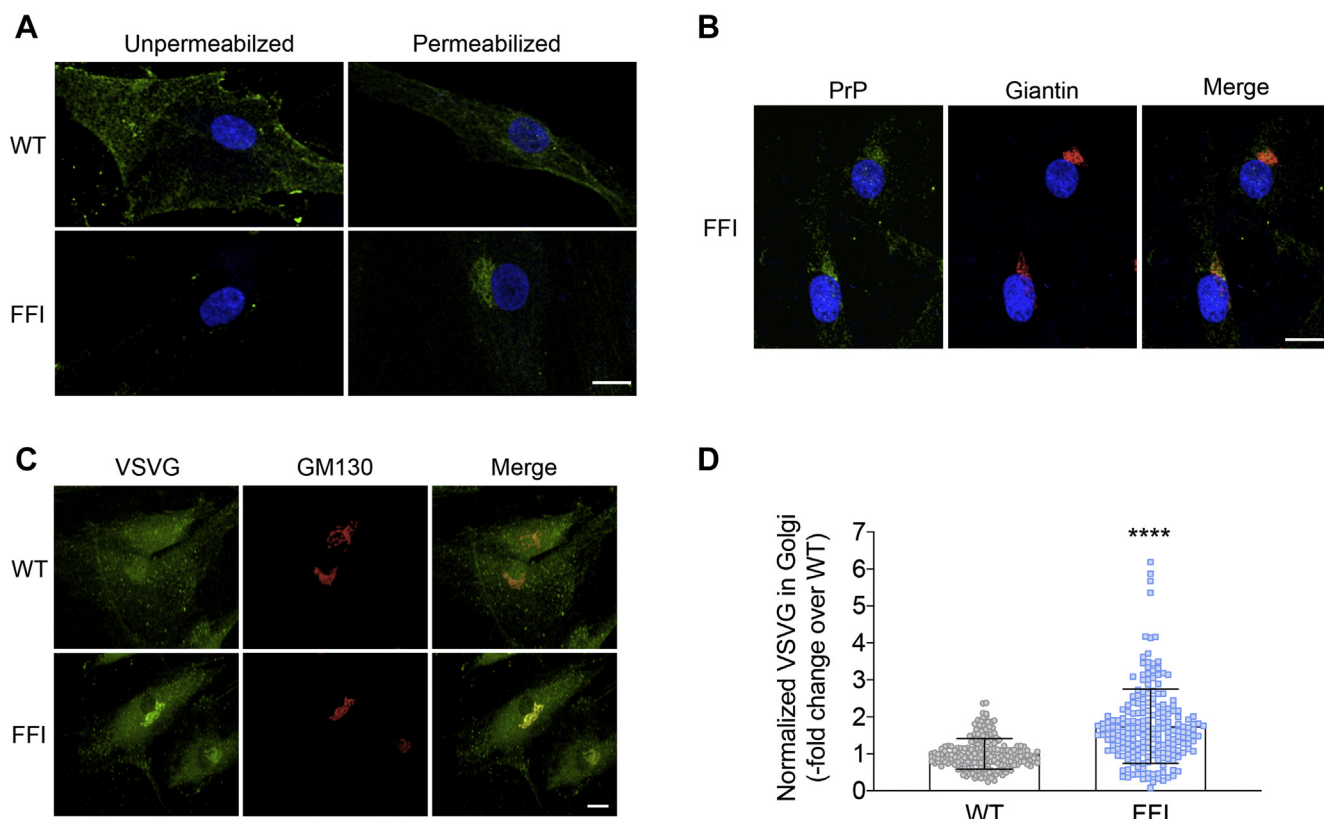 A
Unpermeabilzed Permeabilized
WT
FFI
B
PrP Giantin Merge
FFI
C
VSVG GM130 Merge
WT
FFI
D
Normalized VSVG in Golgi
(-fold change over WT)
7
6
5
4
3
2
1
0
****
WT FFI